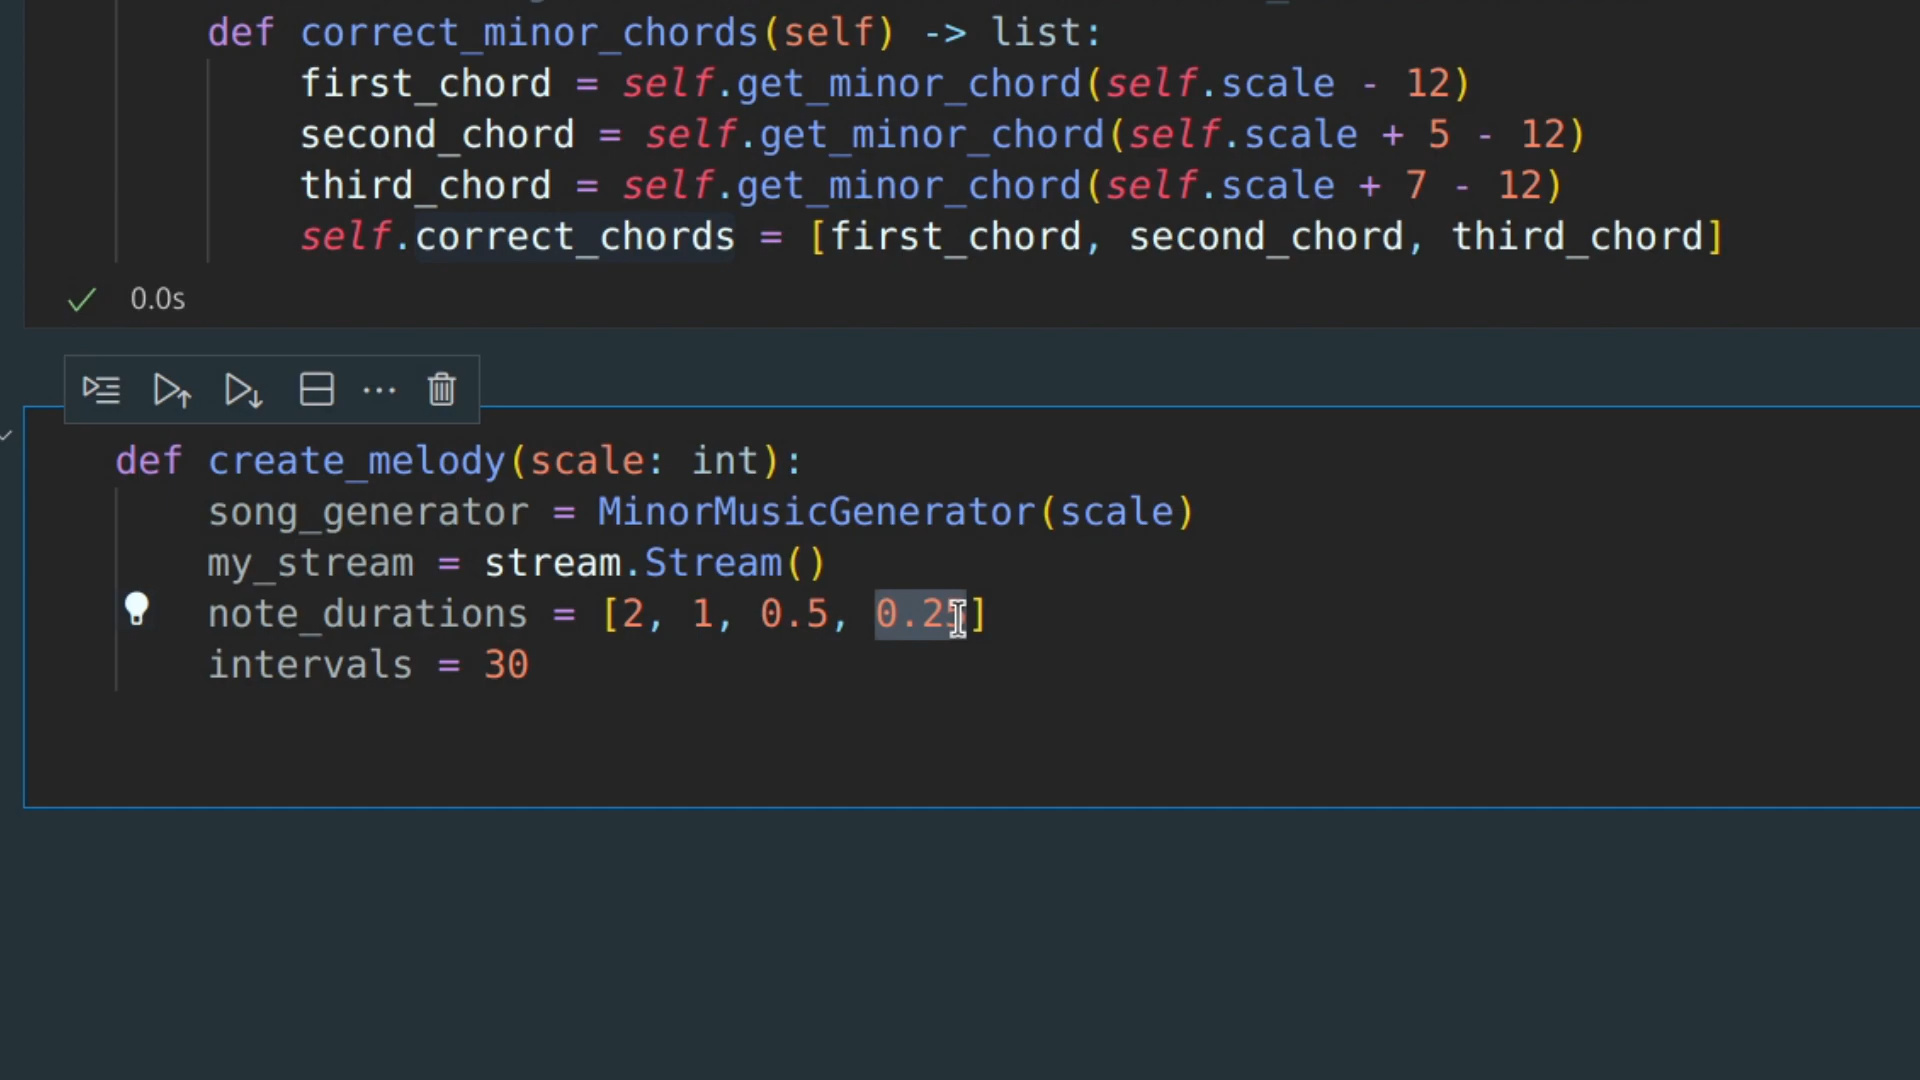 def correct_minor_chords(self) -> list:
first_chord = self.get_minor_chord(self.scale - 12)
second_chord = self.get_minor_chord(self.scale + 5 - 12)
third_chord = self.get_minor_chord(self.scale + 7 - 12)
self.correct_chords = [first_chord, second_chord, third_chord]
0.0s
def create_melody(scale: int):
song_generator = MinorMusicGenerator(scale)
my_stream = stream.Stream()
note_durations = [2, 1, 0.5, 0.25]
intervals = 30